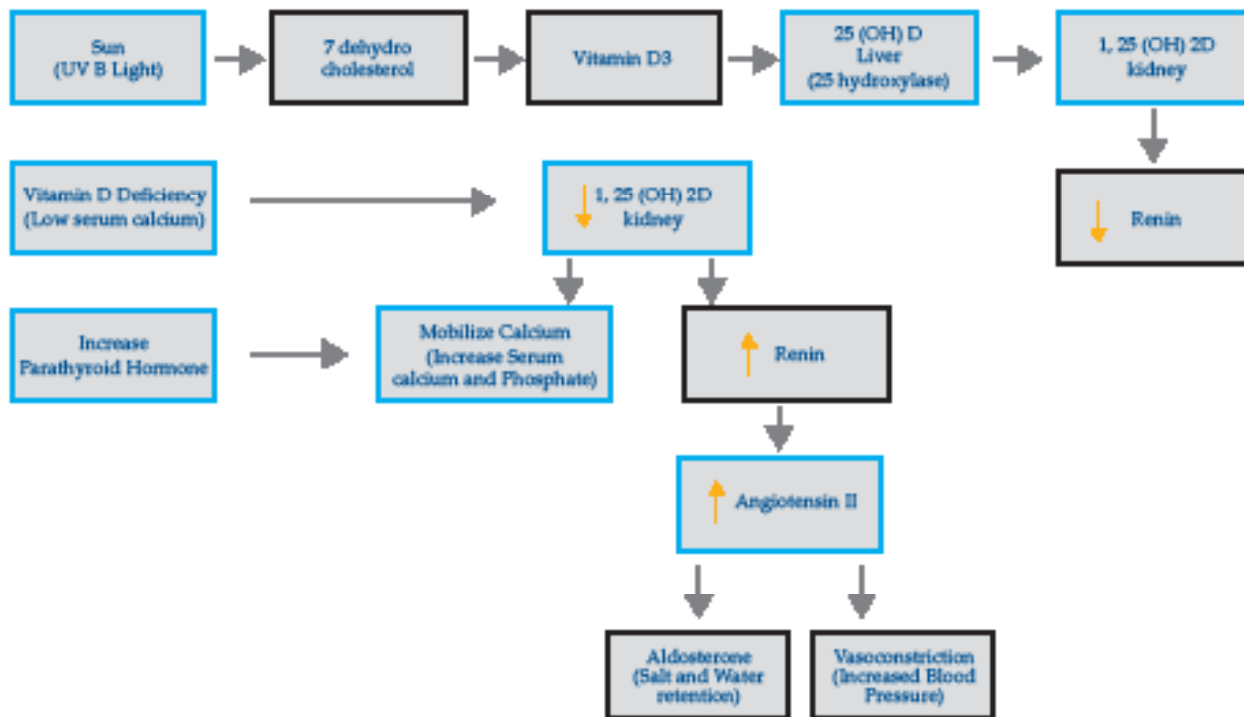 Sun
(UV B Light)
7 dehydro
cholesterol
Vitamin D3
25 (OH) D
Liver
(25 hydroxylase)
1, 25 (OH) 2D
kidney
Vitamin D Deficiency
(Low serum calcium)
1, 25 (OH) 2D
kidney
Renin
Increase
Parathyroid Hormone
Mobilize Calcium
(Increase Serum
calcium and Phosphate)
Renin
Angiotensin II
Aldosterone
(Salt and Water
retention)
Vasoconstriction
(Increased Blood
Pressure)